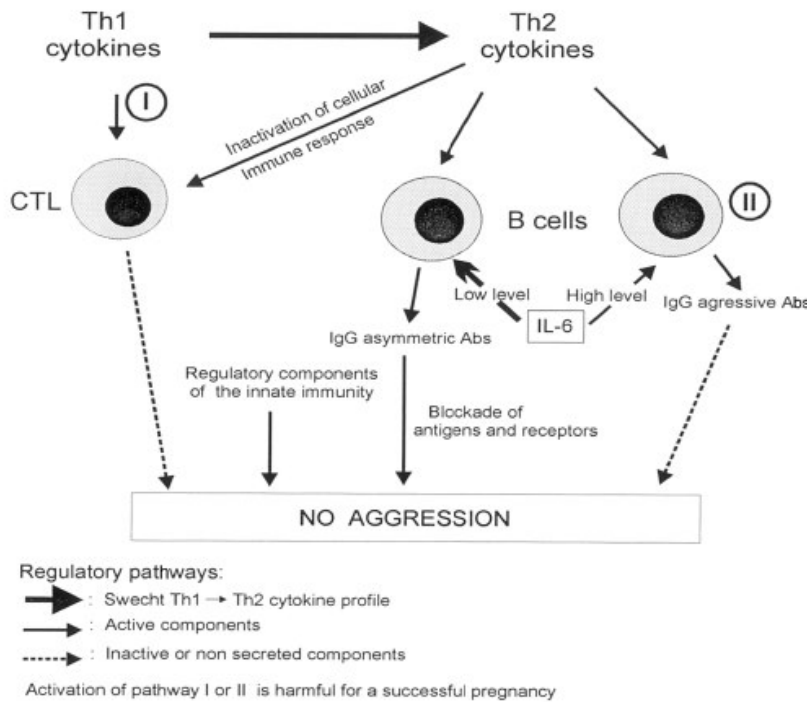 Th1
cytokines
Th2
cytokines
I
Inactivation of cellular
Immune response
CTL
B cells
II
Low level
High level
IL-6
IgG agressive Abs
IgG asymmetric Abs
Regulatory components
of the innate immunity
Blockade of
antigens and receptors
NO AGGRESSION
Regulatory pathways:
: Swecht Th1 → Th2 cytokine profile
: Active components
: Inactive or non secreted components
Activation of pathway I or II is harmful for a successful pregnancy